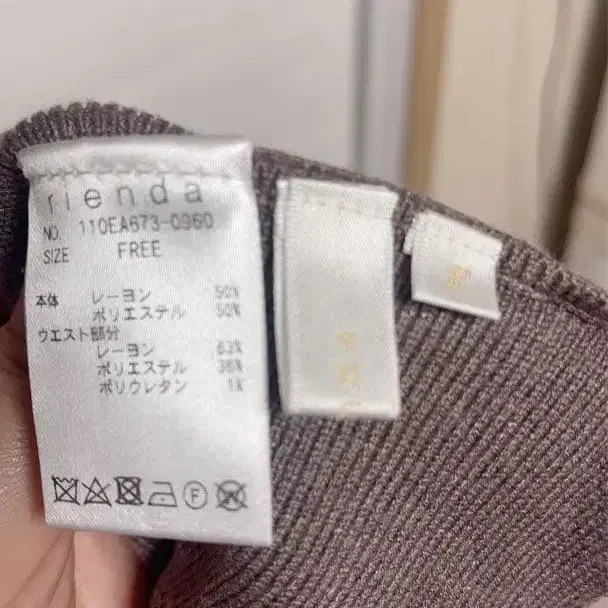 rienda
NO. 110EA673-0960
SIZE FREE
本体 レーヨン 50%
ポリエステル 50%
ウエスト部分
レーヨン 63%
ポリエステル 36%
ポリウレタン 1%
F